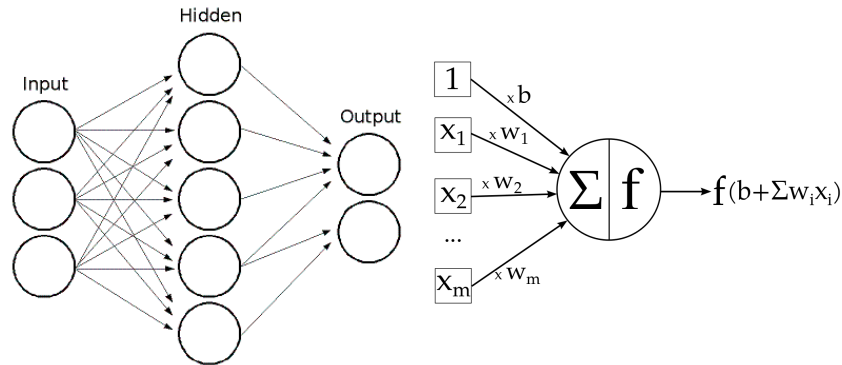 Hidden
Input
Output
1
x b
x₁
x w₁
x₂
x w₂
...
xₘ
x wₘ
Σ f
f(b+Σwᵢxᵢ)